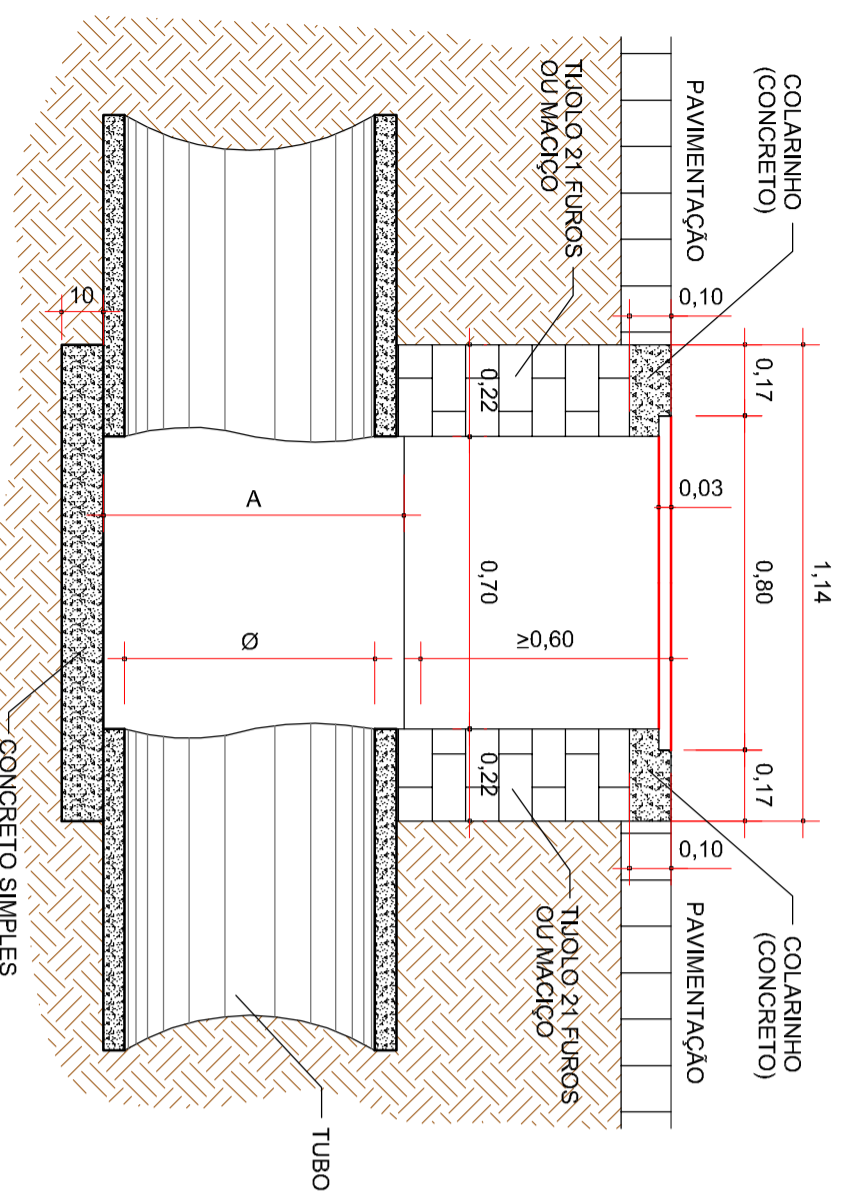 COLARINHO
(CONCRETO)
PAVIMENTAÇÃO
TIJOLO 21 FUROS
OU MACIÇO
COLARINHO
(CONCRETO)
PAVIMENTAÇÃO
TIJOLO 21 FUROS
OU MACIÇO
1,14
0,17
0,80
0,17
0,10
0,03
0,10
0,22
0,70
0,22
≥0,60
A
Ø
10
TUBO
CONCRETO SIMPLES